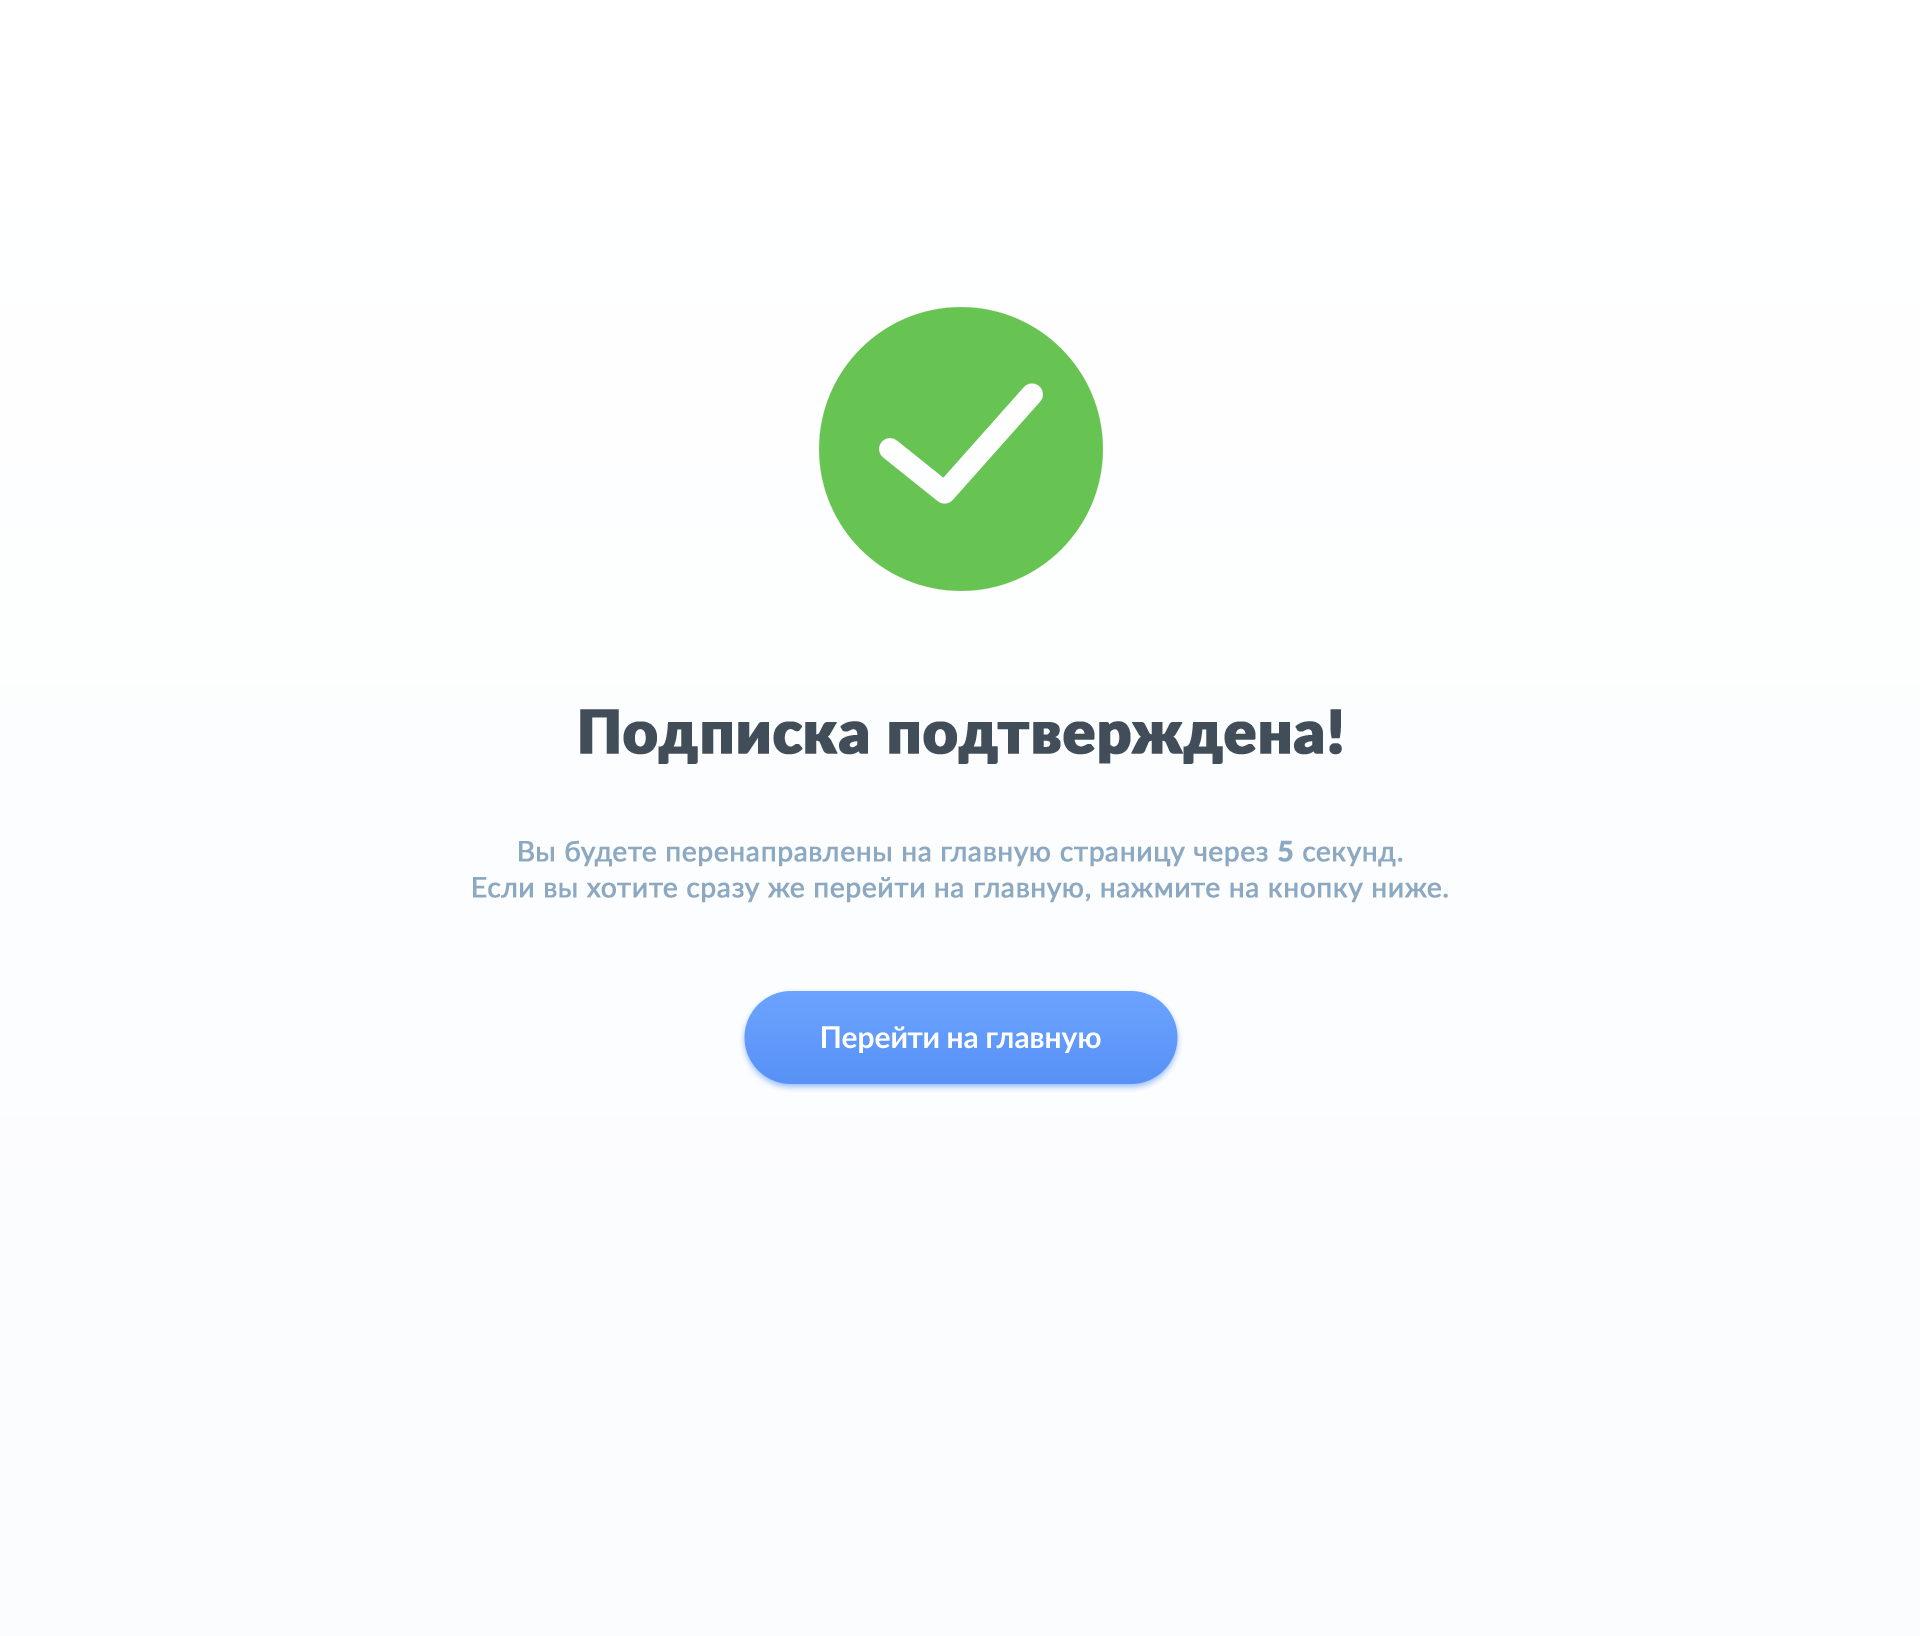 Подписка подтверждена!
Вы будете перенаправлены на главную страницу через 5 секунд.
Если вы хотите сразу же перейти на главную, нажмите на кнопку ниже.
Перейти на главную